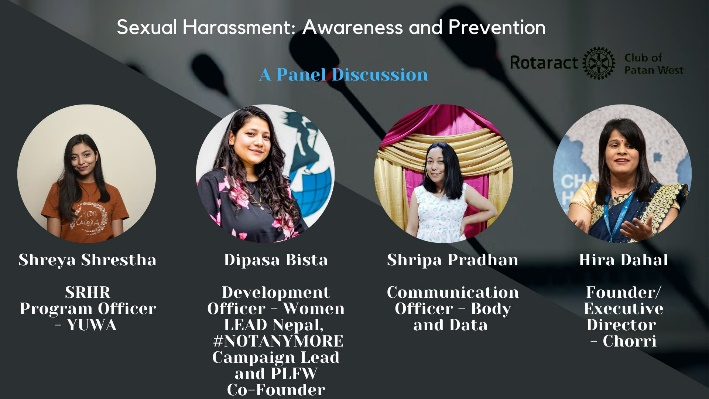 Sexual Harassment: Awareness and Prevention
A Panel Discussion
Rotaract
Club of
Patan West
Shreya Shrestha
SRHR
Program Officer
- YUWA
Dipasa Bista
Development
Officer - Women
LEAD Nepal,
#NOTANYMORE
Campaign Lead
and PLFW
Co-Founder
Shripa Pradhan
Communication
Officer - Body
and Data
Hira Dahal
Founder/
Executive
Director
- Chorri